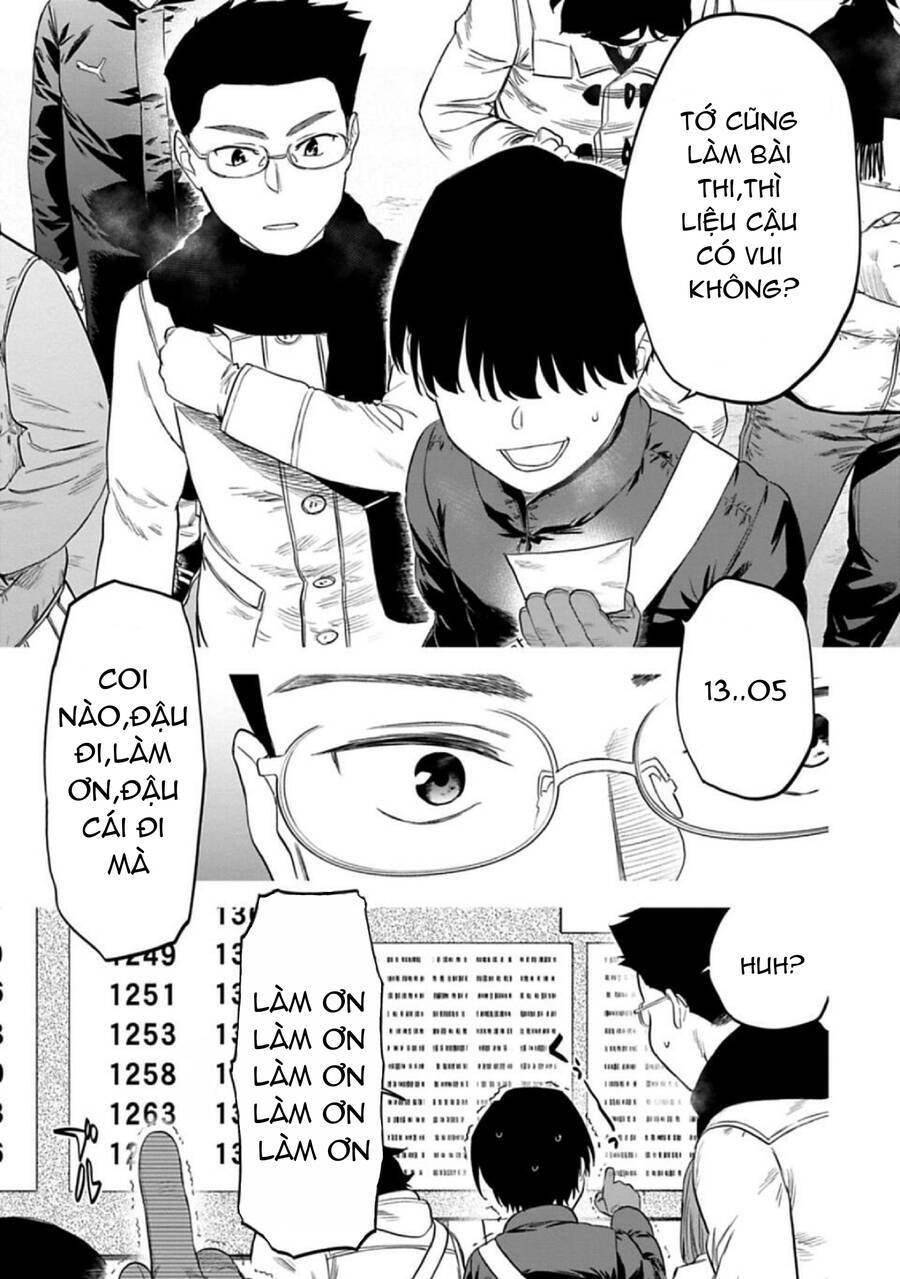 TỚ CŨNG
LÀM BÀI
THI,THÌ
LIỆU CẬU
CÓ VUI
KHÔNG?
13..05
COI
NÀO,ĐẬU
ĐI,LÀM
ƠN,ĐẬU
CÁI ĐI
MÀ
HUH?
LÀM ƠN
LÀM ƠN
LÀM ƠN
LÀM ƠN
LÀM ƠN
1249
1251
1253
1258
1263
ブル